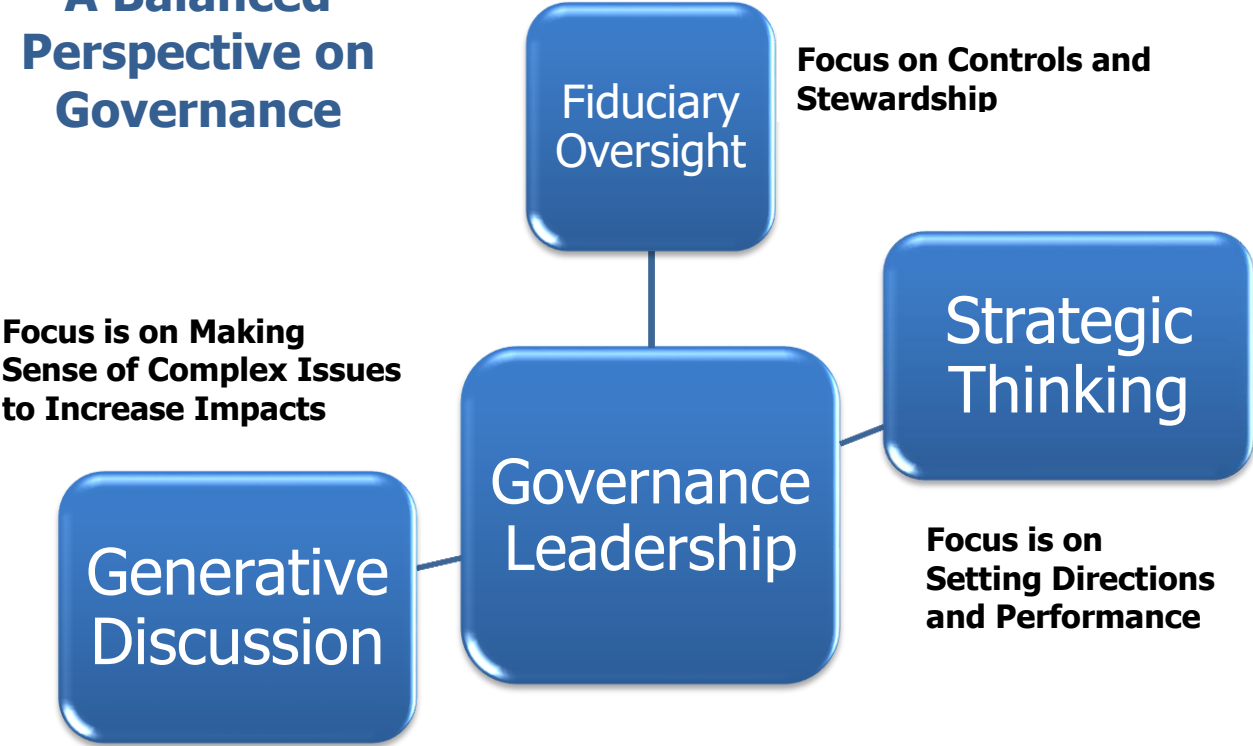 A Balanced
Perspective on
Governance
Fiduciary
Oversight
Focus on Controls and
Stewardship
Strategic
Thinking
Focus is on Making
Sense of Complex Issues
to Increase Impacts
Governance
Leadership
Generative
Discussion
Focus is on
Setting Directions
and Performance